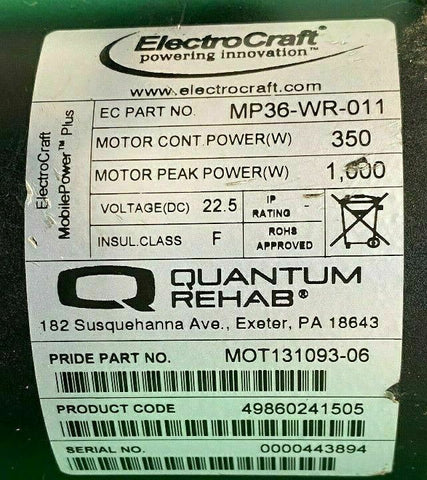 ElectroCraft®
powering innovation™
www.electrocraft.com
ElectroCraft
MobilePower™ Plus
EC PART NO. MP36-WR-011
MOTOR CONT.POWER(W) 350
MOTOR PEAK POWER(W) 1,000
VOLTAGE(DC) 22.5 IP RATING -
INSUL.CLASS F ROHS APPROVED
QUANTUM
REHAB®
182 Susquehanna Ave., Exeter, PA 18643
PRIDE PART NO. MOT131093-06
PRODUCT CODE 49860241505
SERIAL NO. 0000443894